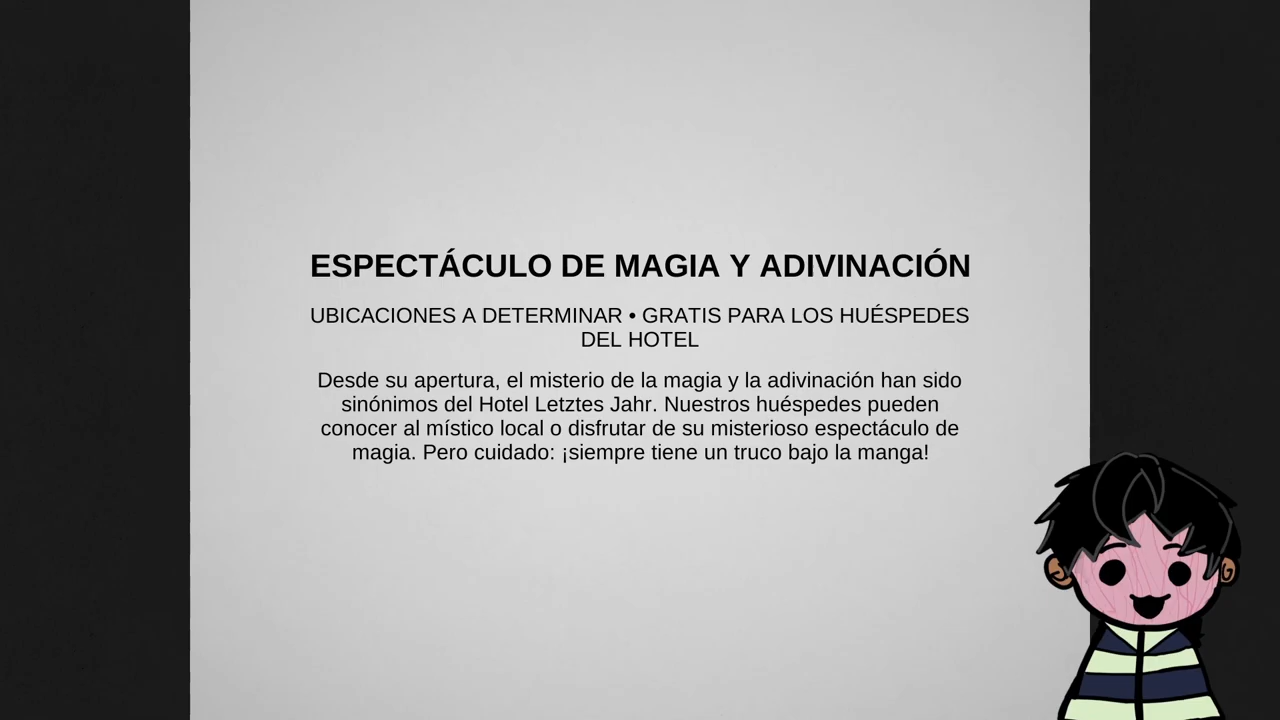 ESPECTÁCULO DE MAGIA Y ADIVINACIÓN
UBICACIONES A DETERMINAR • GRATIS PARA LOS HUÉSPEDES
DEL HOTEL
Desde su apertura, el misterio de la magia y la adivinación han sido
sinónimos del Hotel Letztes Jahr. Nuestros huéspedes pueden
conocer al místico local o disfrutar de su misterioso espectáculo de
magia. Pero cuidado: ¡siempre tiene un truco bajo la manga!